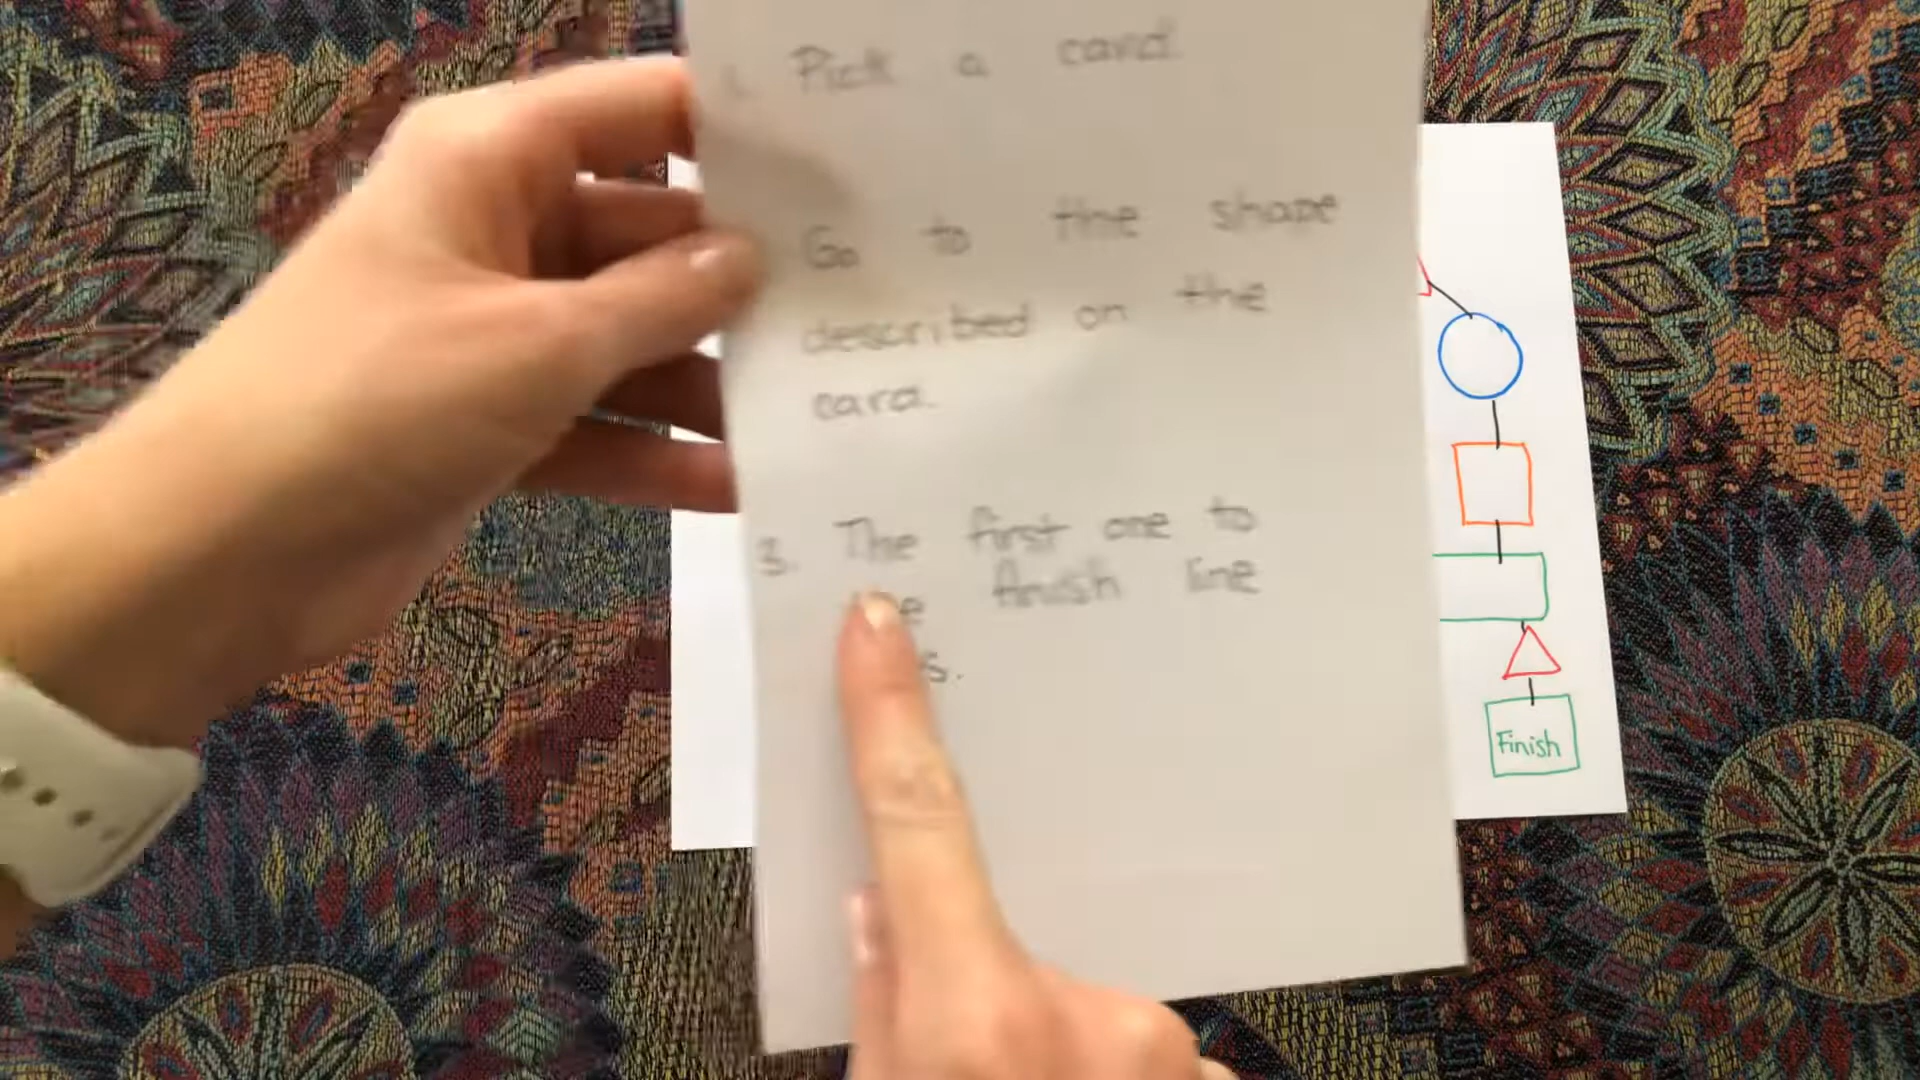 1. Pick a card.
Go to the shape
described on the
card.
3. The first one to
finish line
Finish